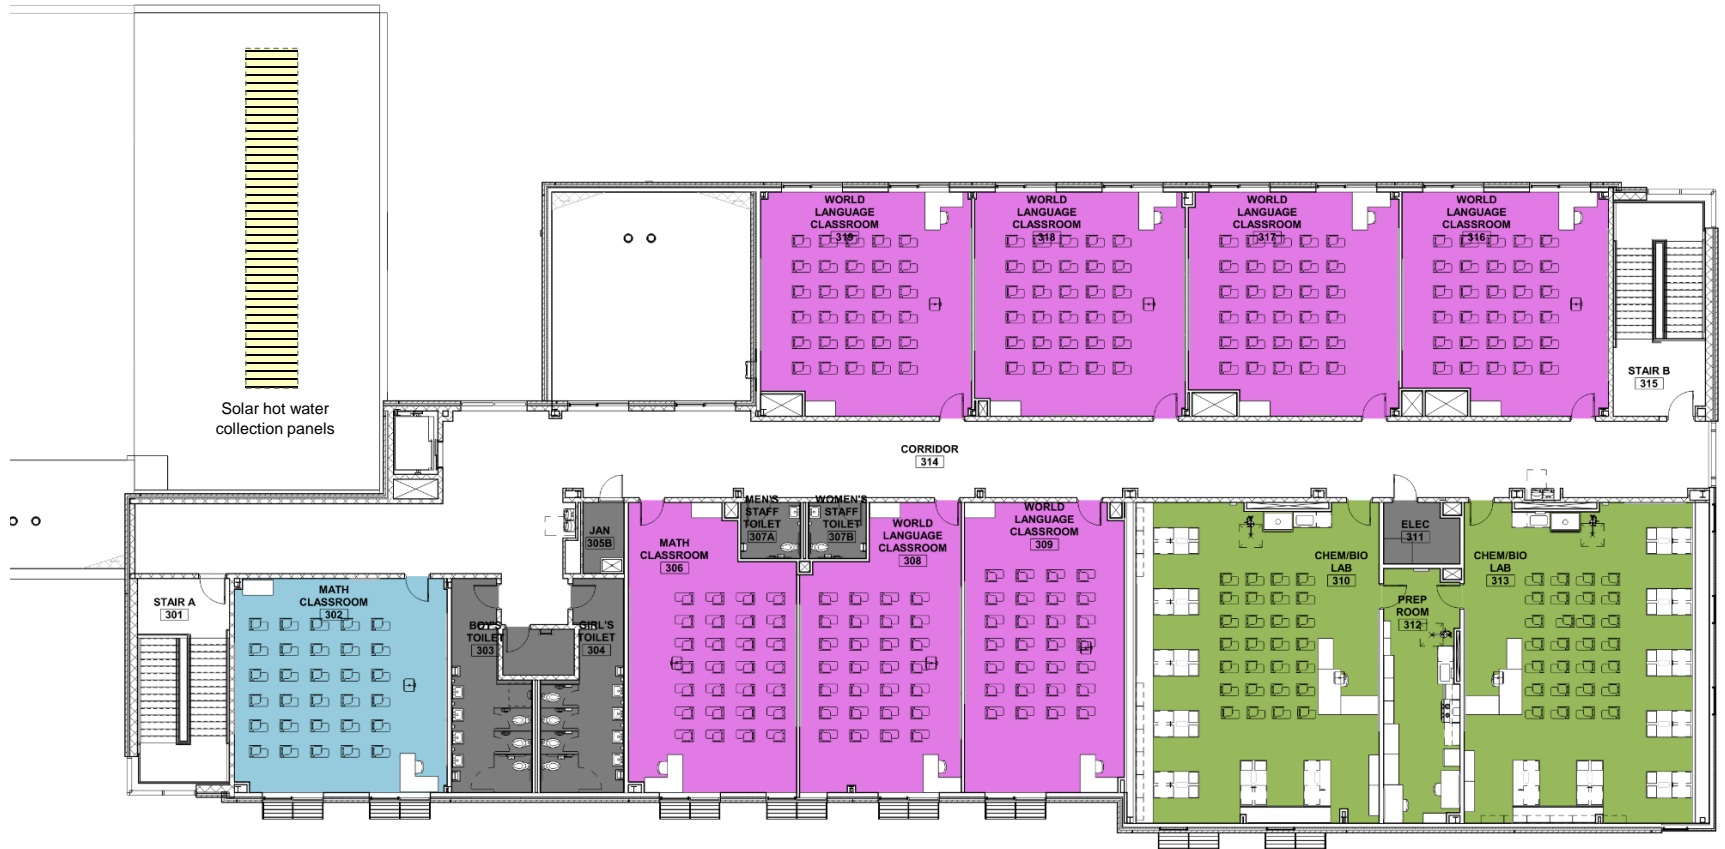 WORLD
LANGUAGE
CLASSROOM
319
WORLD
LANGUAGE
CLASSROOM
318
WORLD
LANGUAGE
CLASSROOM
317
WORLD
LANGUAGE
CLASSROOM
316
STAIR B
315
Solar hot water
collection panels
CORRIDOR
314
JAN
305B
MEN'S
STAFF
TOILET
307A
WOMEN'S
STAFF
TOILET
307B
MATH
CLASSROOM
306
WORLD
LANGUAGE
CLASSROOM
308
WORLD
LANGUAGE
CLASSROOM
309
ELEC
311
CHEM/BIO
LAB
310
CHEM/BIO
LAB
313
PREP
ROOM
312
STAIR A
301
MATH
CLASSROOM
302
BOY'S
TOILET
303
GIRL'S
TOILET
304